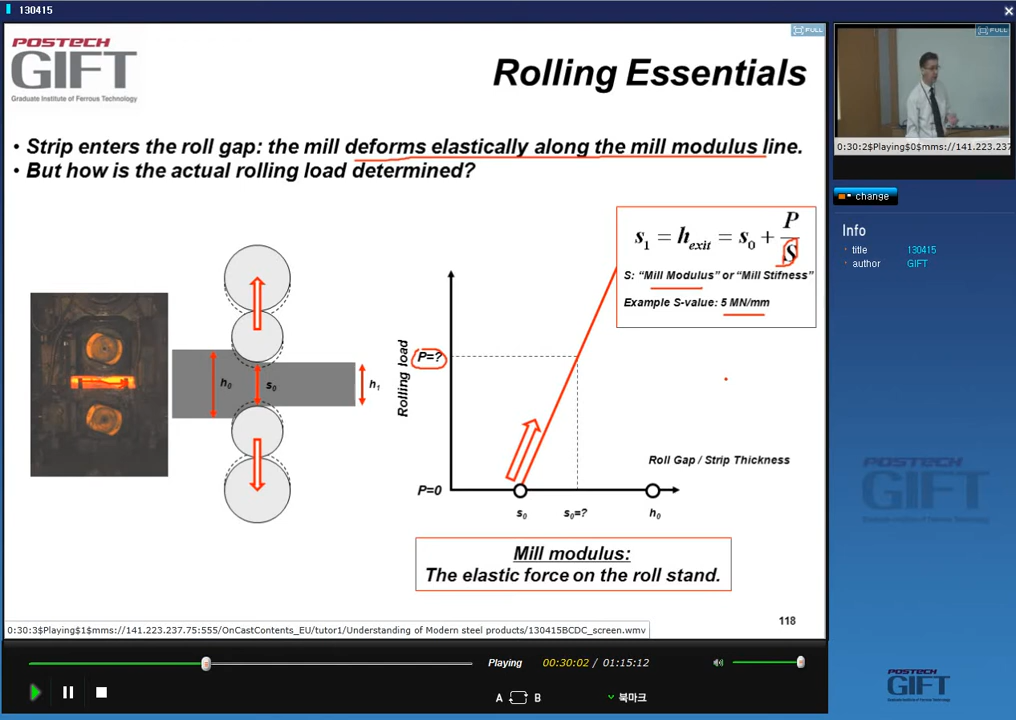 130415
POSTECH
GIFT
Graduate Institute of Ferrous Technology
FULL
Rolling Essentials
• Strip enters the roll gap: the mill deforms elastically along the mill modulus line.
• But how is the actual rolling load determined?
s1 = hexit = s0 + P/S
S: “Mill Modulus” or “Mill Stifness”
Example S-value: 5 MN/mm
h0
s0
h1
Rolling load
P=?
P=0
Roll Gap / Strip Thickness
s0
s0=?
h0
Mill modulus:
The elastic force on the roll stand.
118
0:30:3$Playing$1$mms://141.223.237.75:555/OnCastContents_EU/tutor1/Understanding of Modern steel products/130415BCDC_screen.wmv
FULL
0:30:2$Playing$0$mms://141.223.237
change
Info
title 130415
author GIFT
POSTECH
GIFT
Playing 00:30:02 / 01:15:12
A B 북마크
POSTECH
GIFT